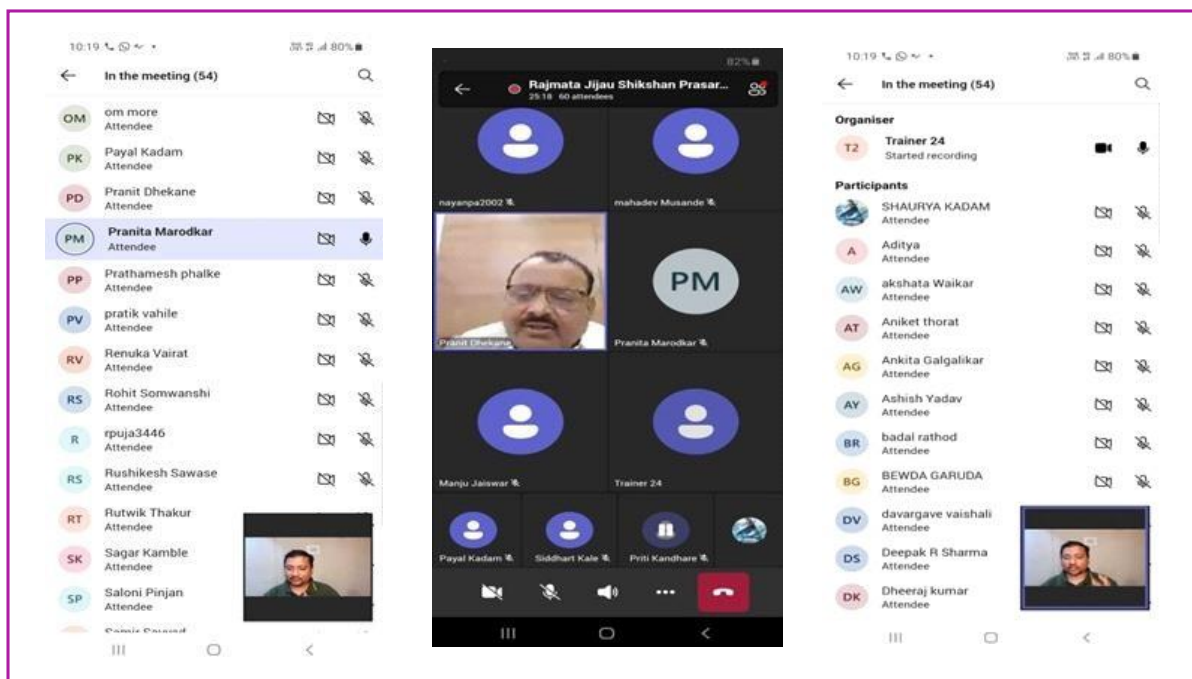 10:19
80%
In the meeting (54)
OM
om more
Attendee
PK
Payal Kadam
Attendee
PD
Pranit Dhekane
Attendee
PM
Pranita Marodkar
Attendee
PP
Prathamesh phalke
Attendee
PV
pratik vahile
Attendee
RV
Renuka Vairat
Attendee
RS
Rohit Somwanshi
Attendee
R
rpuja3446
Attendee
RS
Rushikesh Sawase
Attendee
RT
Rutwik Thakur
Attendee
SK
Sagar Kamble
Attendee
SP
Saloni Pinjan
Attendee
82%
Rajmata Jijau Shikshan Prasar...
25:18 60 attendees
nayanpa2002
mahadev Musande
Pranit Dhekane
PM
Pranita Marodkar
Manju Jaiswar
Trainer 24
Payal Kadam
Siddhart Kale
Priti Kandhare
10:19
80%
In the meeting (54)
Organiser
T2
Trainer 24
Started recording
Participants
SHAURYA KADAM
Attendee
A
Aditya
Attendee
AW
akshata Waikar
Attendee
AT
Aniket thorat
Attendee
AG
Ankita Galgalikar
Attendee
AY
Ashish Yadav
Attendee
BR
badal rathod
Attendee
BG
BEWDA GARUDA
Attendee
DV
davargave vaishali
Attendee
DS
Deepak R Sharma
Attendee
DK
Dheeraj kumar
Attendee